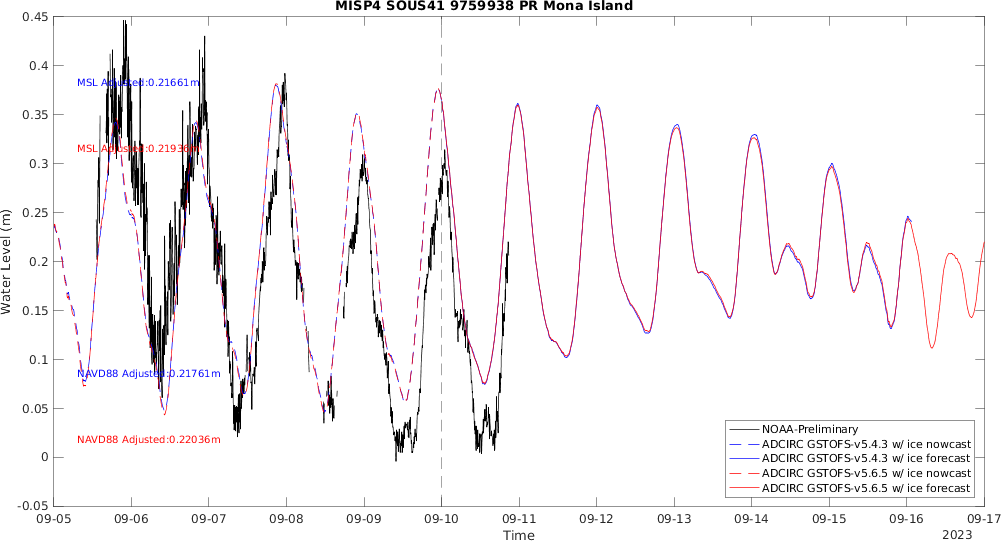 MISP4 SOUS41 9759938 PR Mona Island
0.45
0.4
0.35
0.3
0.25
0.2
0.15
0.1
0.05
0
-0.05
Water Level (m)
MSL Adjusted:0.21661m
MSL Adjusted:0.21936m
NAVD88 Adjusted:0.21761m
NAVD88 Adjusted:0.22036m
NOAA-Preliminary
ADCIRC GSTOFS-v5.4.3 w/ ice nowcast
ADCIRC GSTOFS-v5.4.3 w/ ice forecast
ADCIRC GSTOFS-v5.6.5 w/ ice nowcast
ADCIRC GSTOFS-v5.6.5 w/ ice forecast
09-05 09-06 09-07 09-08 09-09 09-10 09-11 09-12 09-13 09-14 09-15 09-16 09-17
Time
2023